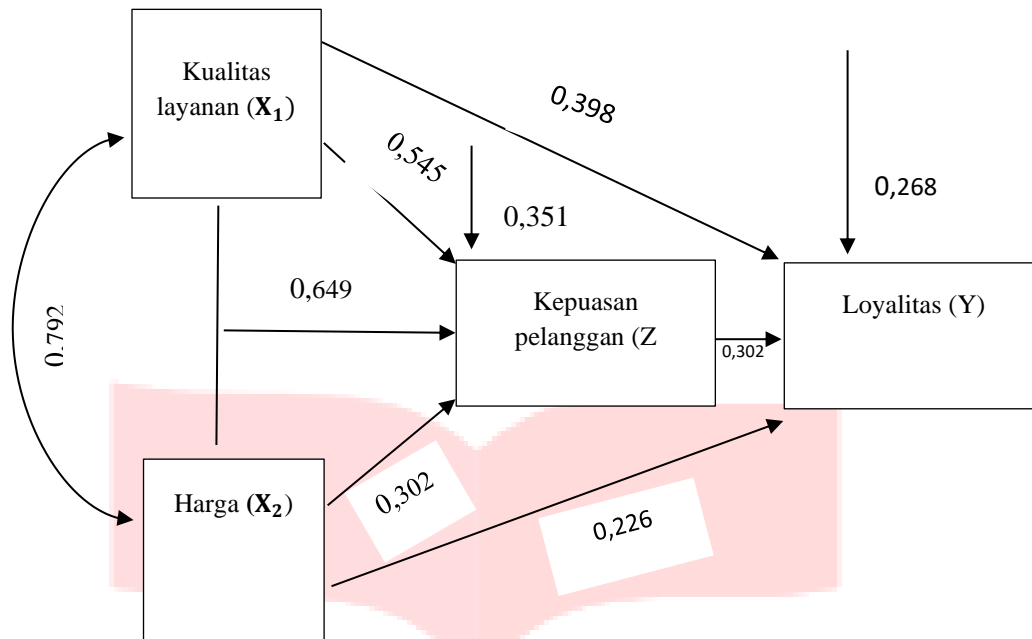 Kualitas
layanan (X₁)
0,398
0,545
0,268
0,351
0,649
Kepuasan
pelanggan (Z
Loyalitas (Y)
0,302
0.792
Harga (X₂)
0,302
0,226